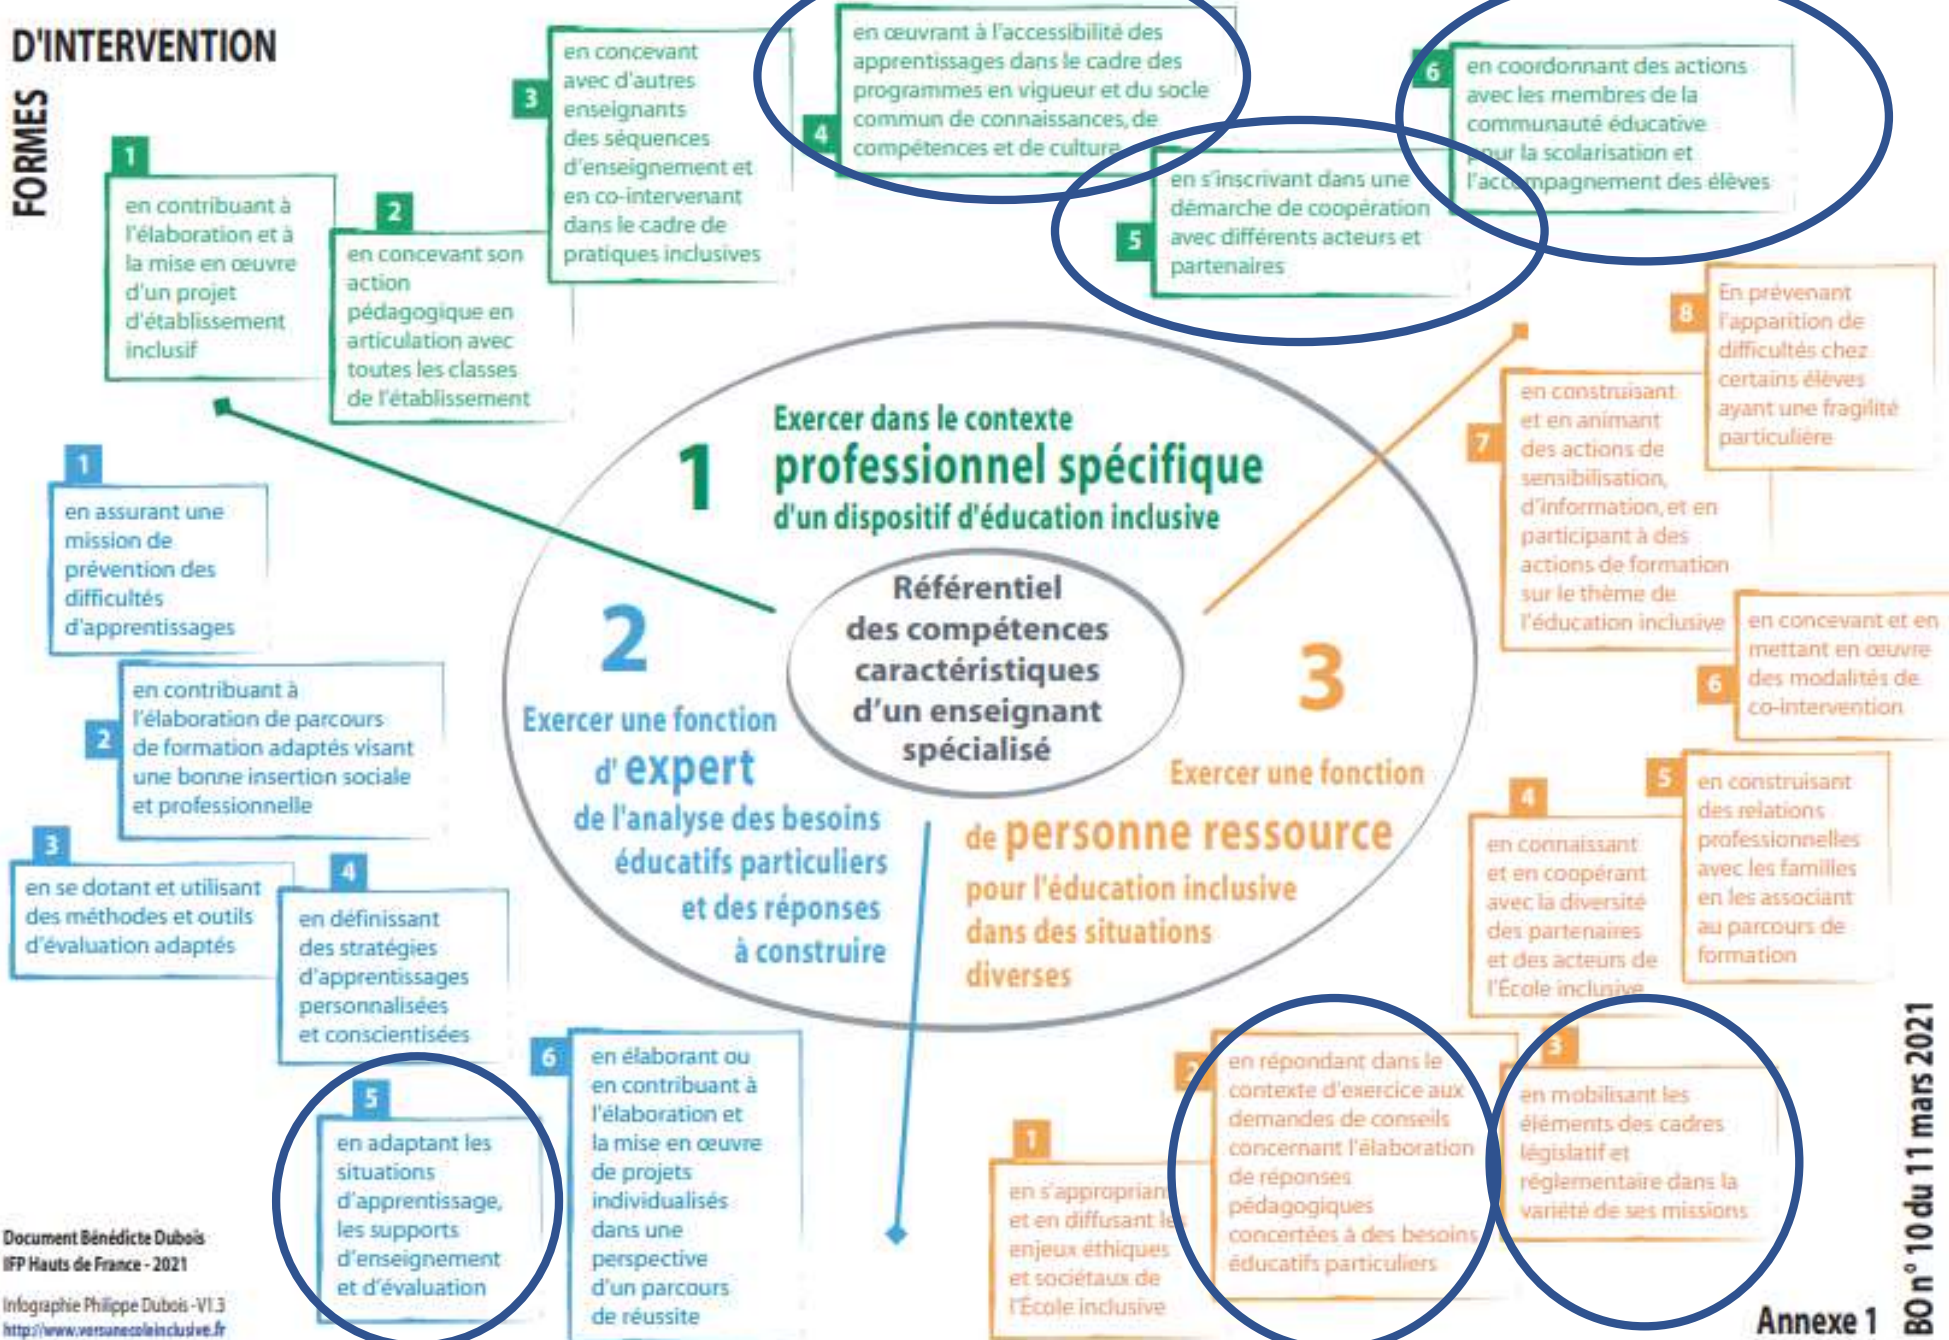 D'INTERVENTION
FORMES
1
en contribuant à
l'élaboration et à
la mise en œuvre
d'un projet
d'établissement
inclusif
2
en concevant son
action
pédagogique en
articulation avec
toutes les classes
de l'établissement
3
en concevant
avec d'autres
enseignants
des séquences
d'enseignement et
en co-intervenant
dans le cadre de
pratiques inclusives
4
en œuvrant à l'accessibilité des
apprentissages dans le cadre des
programmes en vigueur et du socle
commun de connaissances, de
compétences et de culture
5
en s'inscrivant dans une
démarche de coopération
avec différents acteurs et
partenaires
6
en coordonnant des actions
avec les membres de la
communauté éducative
pour la scolarisation et
l'accompagnement des élèves
1
Exercer dans le contexte
professionnel spécifique
d'un dispositif d'éducation inclusive
Référentiel
des compétences
caractéristiques
d'un enseignant
spécialisé
2
Exercer une fonction
d'expert
de l'analyse des besoins
éducatifs particuliers
et des réponses
à construire
3
Exercer une fonction
de personne ressource
pour l'éducation inclusive
dans des situations
diverses
1
en assurant une
mission de
prévention des
difficultés
d'apprentissages
2
en contribuant à
l'élaboration de parcours
de formation adaptés visant
une bonne insertion sociale
et professionnelle
3
en se dotant et utilisant
des méthodes et outils
d'évaluation adaptés
4
en définissant
des stratégies
d'apprentissages
personnalisées
et conscientisées
5
en adaptant les
situations
d'apprentissage,
les supports
d'enseignement
et d'évaluation
6
en élaborant ou
en contribuant à
l'élaboration et
la mise en œuvre
de projets
individualisés
dans une
perspective
d'un parcours
de réussite
8
En prévenant
l'apparition de
difficultés chez
certains élèves
ayant une fragilité
particulière
7
en construisant
et en animant
des actions de
sensibilisation,
d'information, et en
participant à des
actions de formation
sur le thème de
l'éducation inclusive
6
en concevant et en
mettant en œuvre
des modalités de
co-intervention
5
en construisant
des relations
professionnelles
avec les familles
en les associant
au parcours de
formation
4
en connaissant
et en coopérant
avec la diversité
des partenaires
et des acteurs de
l'École inclusive
3
en mobilisant les
éléments des cadres
législatif et
réglementaire dans la
variété de ses missions
2
en répondant dans le
contexte d'exercice aux
demandes de conseils
concernant l'élaboration
de réponses
pédagogiques
concertées à des besoins
éducatifs particuliers
1
en s'appropriant
et en diffusant les
enjeux éthiques
et sociétaux de
l'École inclusive
Document Bénédicte Dubois
IFP Hauts de France - 2021
Infographie Philippe Dubois -V1.3
http://www.versunecoleinclusive.fr
Annexe 1
BO n° 10 du 11 mars 2021